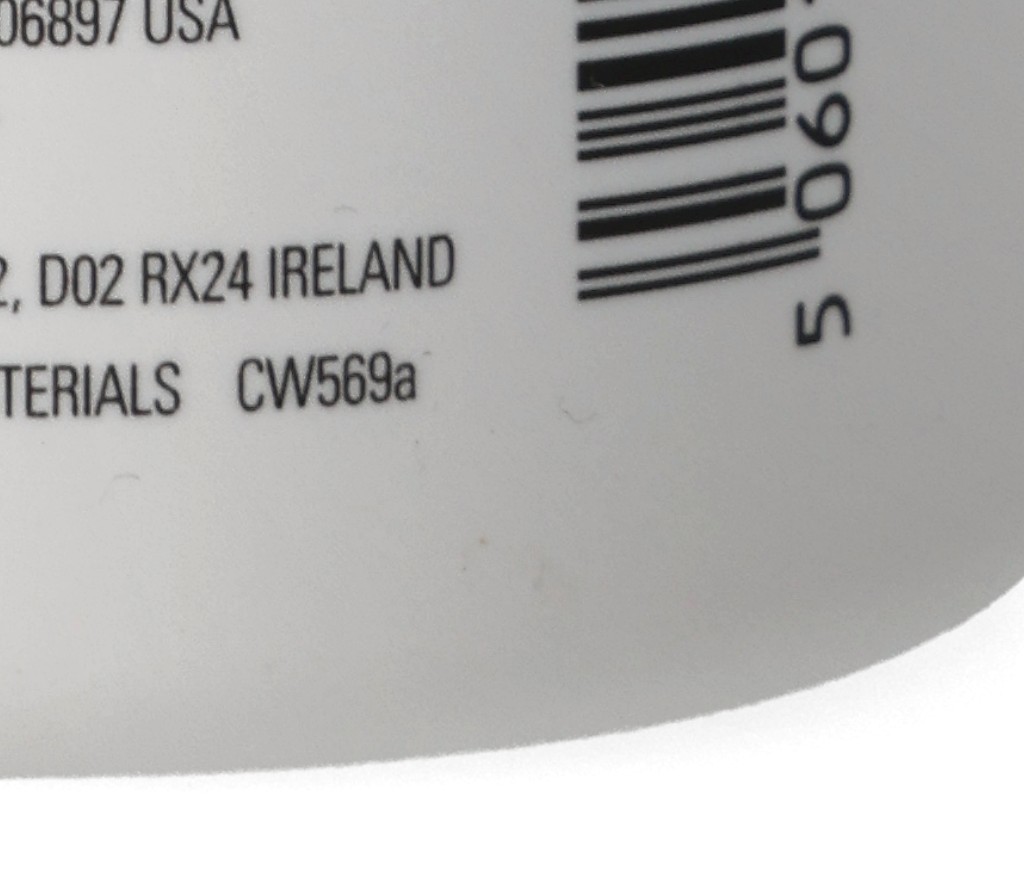 06897 USA
2, D02 RX24 IRELAND
TERIALS CW569a
5 060